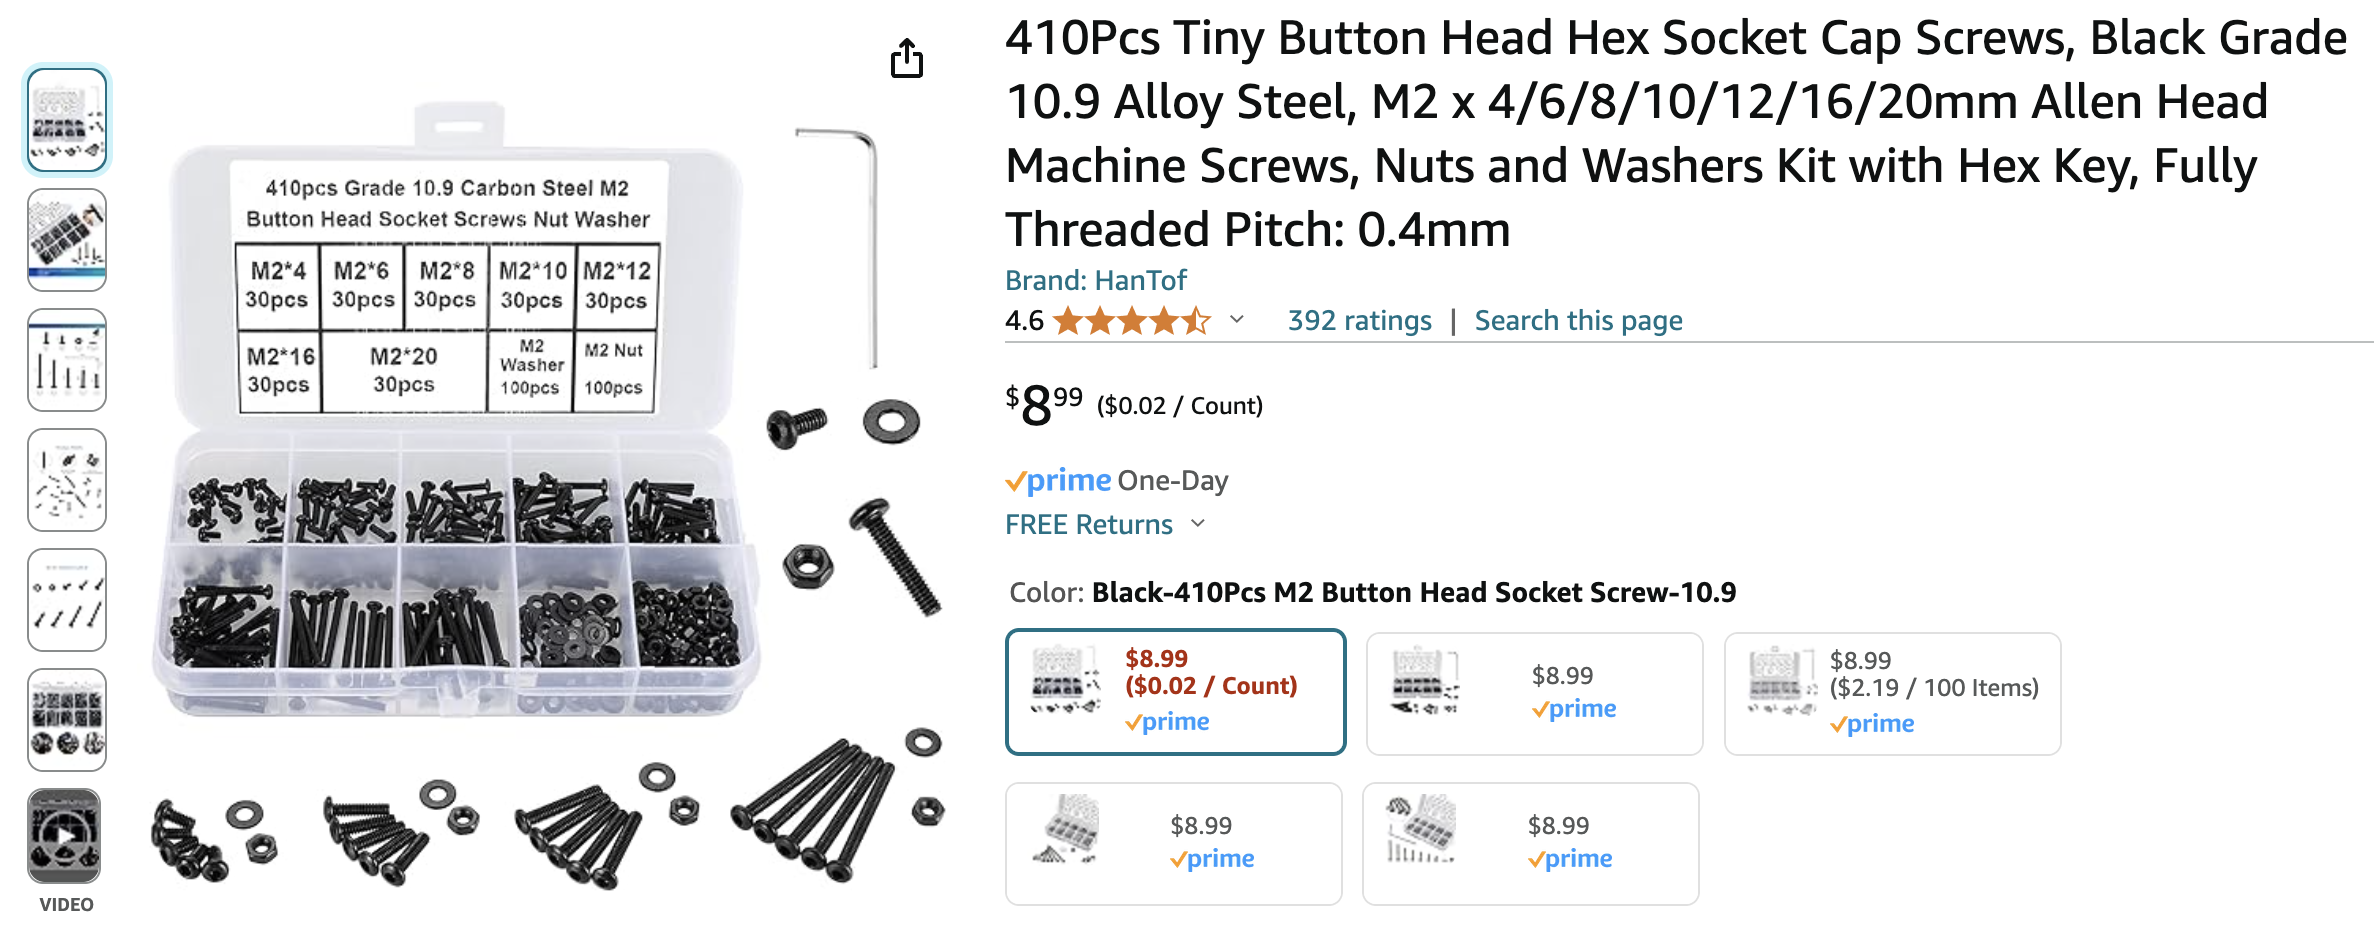 410Pcs Tiny Button Head Hex Socket Cap Screws, Black Grade
10.9 Alloy Steel, M2 x 4/6/8/10/12/16/20mm Allen Head
Machine Screws, Nuts and Washers Kit with Hex Key, Fully
Threaded Pitch: 0.4mm
Brand: HanTof
4.6 392 ratings | Search this page
$8.99 ($0.02 / Count)
prime One-Day
FREE Returns
Color: Black-410Pcs M2 Button Head Socket Screw-10.9
$8.99
($0.02 / Count)
prime
$8.99
prime
$8.99
($2.19 / 100 Items)
prime
$8.99
prime
$8.99
prime
410pcs Grade 10.9 Carbon Steel M2
Button Head Socket Screws Nut Washer
M2*4 M2*6 M2*8 M2*10 M2*12
30pcs 30pcs 30pcs 30pcs 30pcs
M2*16
30pcs
M2*20
30pcs
M2
Washer
100pcs
M2 Nut
100pcs
VIDEO